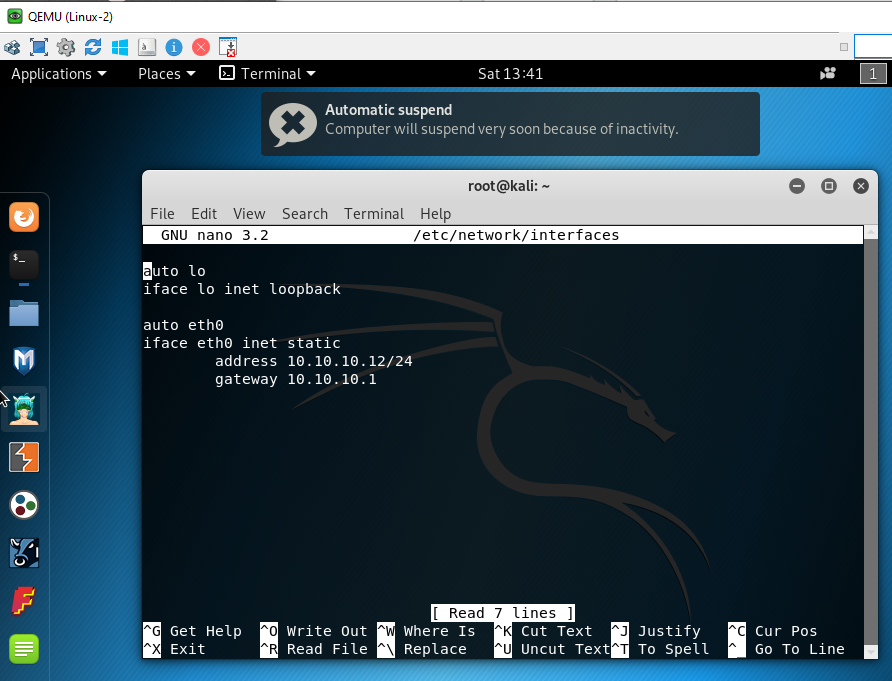 QEMU (Linux-2)
Applications Places Terminal Sat 13:41 1
Automatic suspend
Computer will suspend very soon because of inactivity.
root@kali: ~
File Edit View Search Terminal Help
GNU nano 3.2 /etc/network/interfaces
auto lo
iface lo inet loopback
auto eth0
iface eth0 inet static
address 10.10.10.12/24
gateway 10.10.10.1
[ Read 7 lines ]
^G Get Help ^O Write Out ^W Where Is ^K Cut Text ^J Justify ^C Cur Pos
^X Exit ^R Read File ^\ Replace ^U Uncut Text ^T To Spell ^_ Go To Line